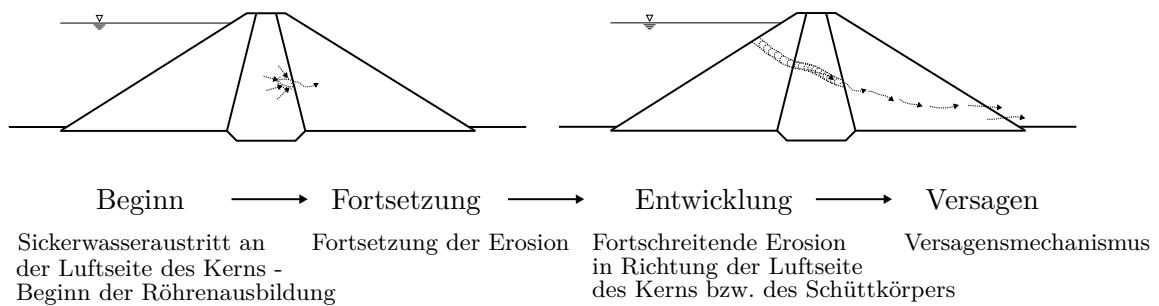 Beginn
Fortsetzung
Entwicklung
Versagen
Sickerwasseraustritt an
der Luftseite des Kerns -
Beginn der Röhrenausbildung
Fortsetzung der Erosion
Fortschreitende Erosion
in Richtung der Luftseite
des Kerns bzw. des Schüttkörpers
Versagensmechanismus